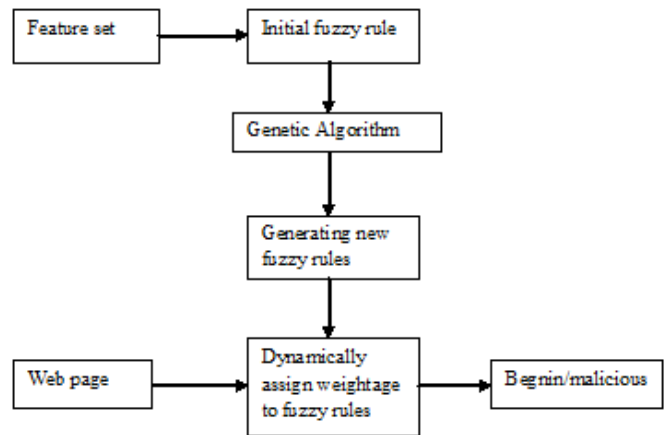 Feature set
Initial fuzzy rule
Genetic Algorithm
Generating new
fuzzy rules
Web page
Dynamically
assign weightage
to fuzzy rules
Begnin/malicious